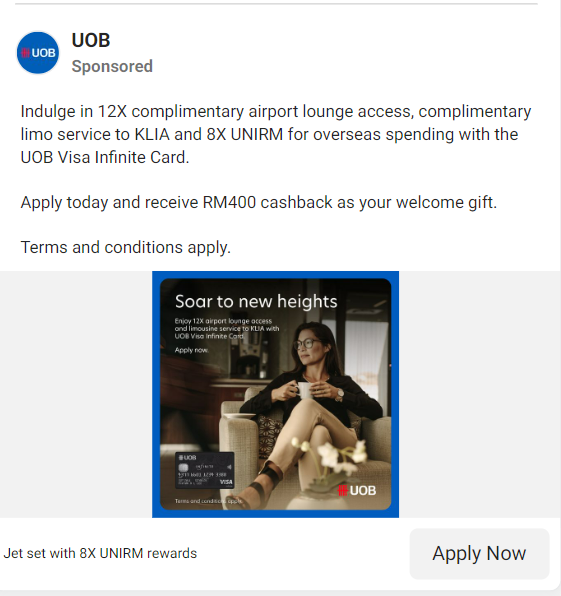 UOB
UOB
Sponsored
Indulge in 12X complimentary airport lounge access, complimentary
limo service to KLIA and 8X UNIRM for overseas spending with the
UOB Visa Infinite Card.
Apply today and receive RM400 cashback as your welcome gift.
Terms and conditions apply.
Soar to new heights
Enjoy 12X airport lounge access
and limousine service to KLIA with
UOB Visa Infinite Card.
Apply now.
UOB
VISA
Terms and conditions apply.
UOB
Jet set with 8X UNIRM rewards
Apply Now